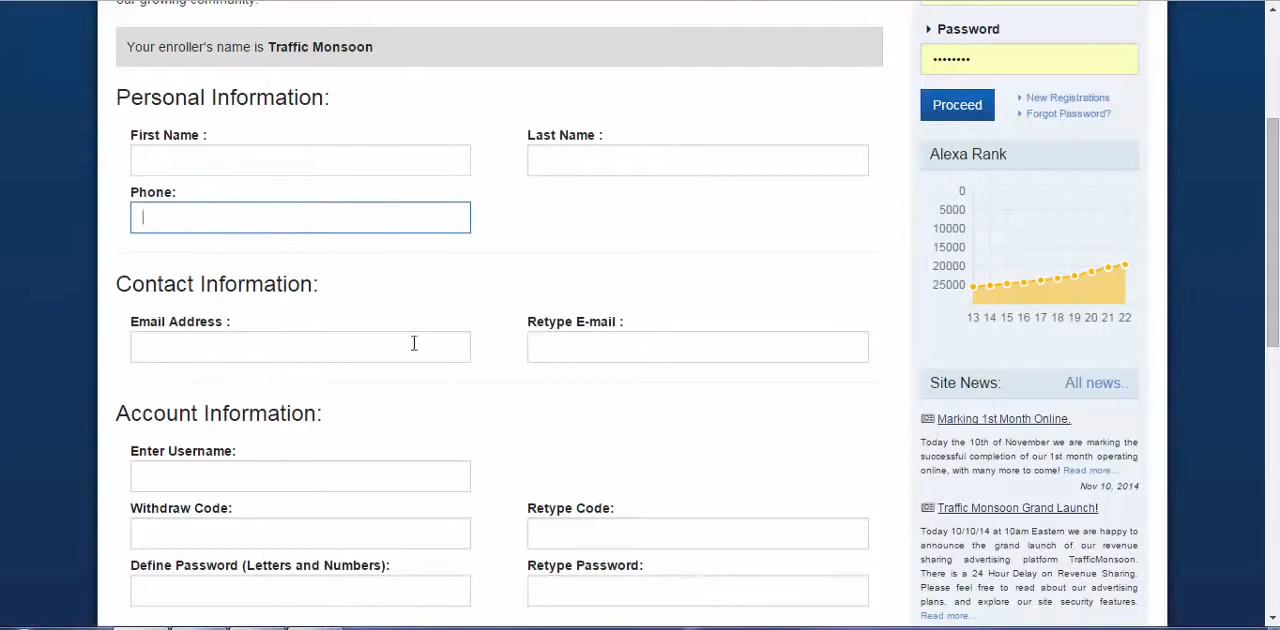 our growing community.
Your enroller's name is Traffic Monsoon
Personal Information:
First Name :
Last Name :
Phone:
Contact Information:
Email Address :
Retype E-mail :
Account Information:
Enter Username:
Withdraw Code:
Retype Code:
Define Password (Letters and Numbers):
Retype Password:
Password
••••••••
Proceed
New Registrations
Forgot Password?
Alexa Rank
0
5000
10000
15000
20000
25000
13 14 15 16 17 18 19 20 21 22
Site News:
All news..
Marking 1st Month Online.
Today the 10th of November we are marking the
successful completion of our 1st month operating
online, with many more to come! Read more...
Nov 10, 2014
Traffic Monsoon Grand Launch!
Today 10/10/14 at 10am Eastern we are happy to
announce the grand launch of our revenue
sharing advertising platform TrafficMonsoon.
There is a 24 Hour Delay on Revenue Sharing.
Please feel free to read about our advertising
plans, and explore our site security features.
Read more...